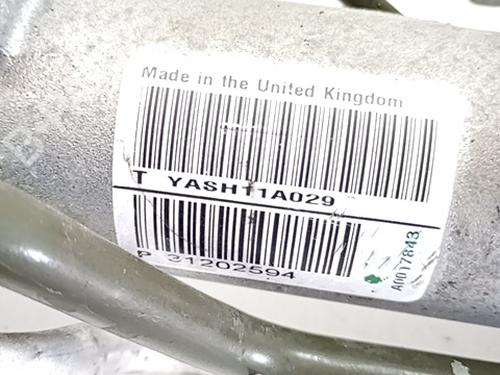 Made in the United Kingdom
T YASH11A029
P 31202594
A0017843